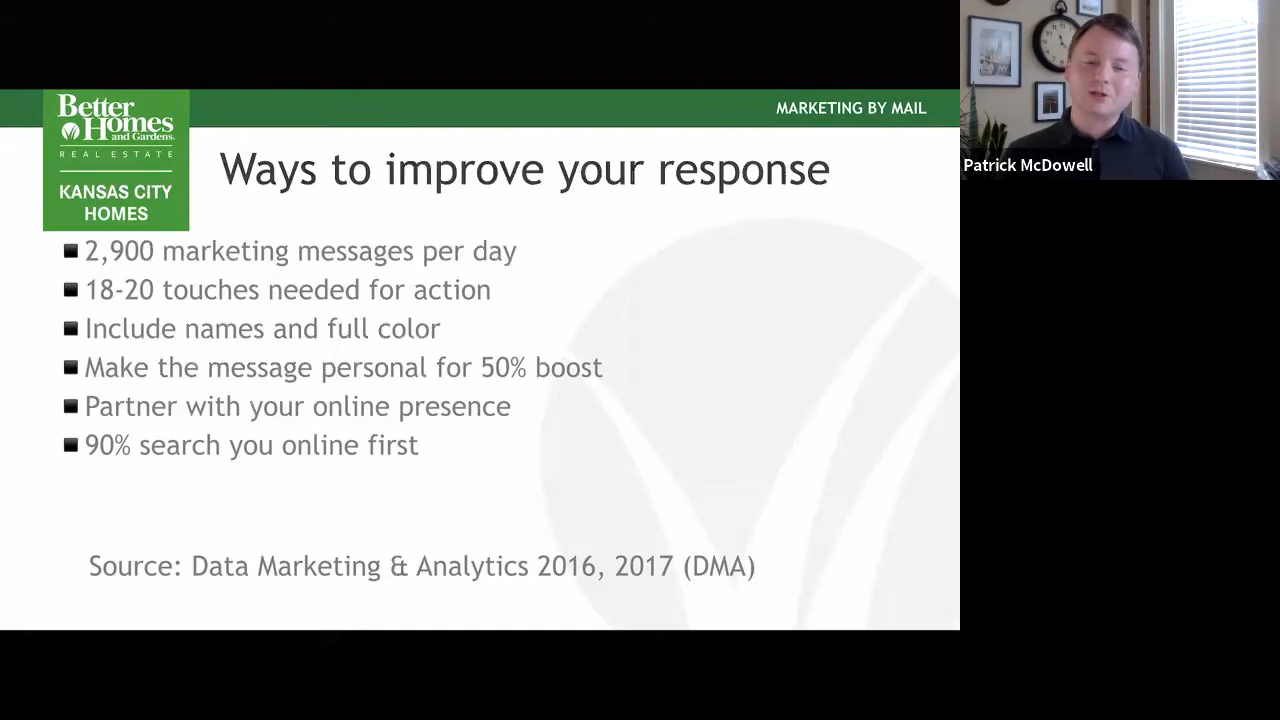 Better
Homes
and Gardens
REAL ESTATE
KANSAS CITY
HOMES
MARKETING BY MAIL
Ways to improve your response
2,900 marketing messages per day
18-20 touches needed for action
Include names and full color
Make the message personal for 50% boost
Partner with your online presence
90% search you online first
Source: Data Marketing & Analytics 2016, 2017 (DMA)
Patrick McDowell